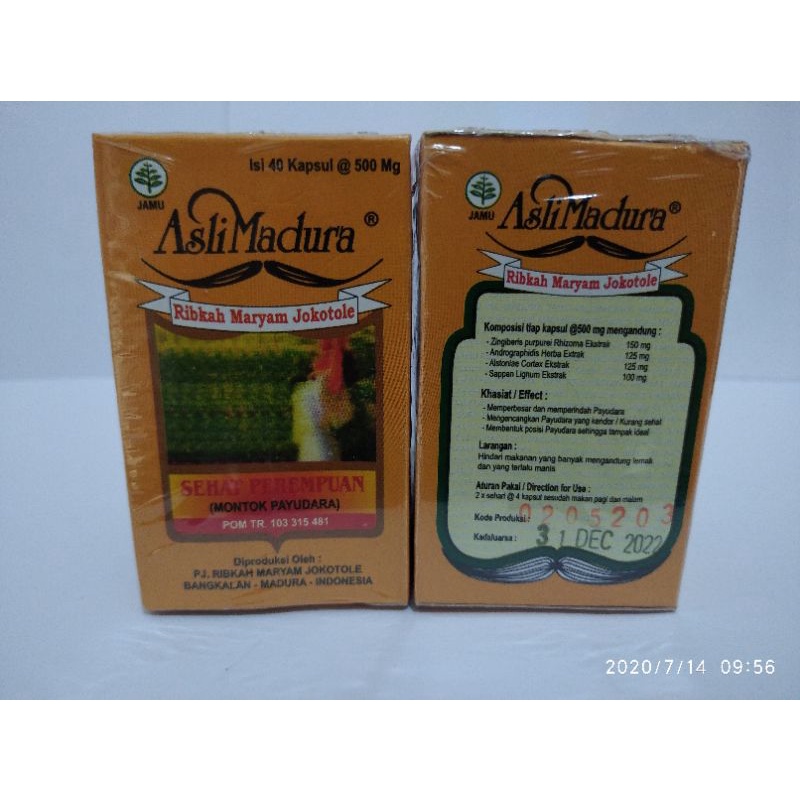 Isi 40 Kapsul @ 500 Mg
JAMU
AsliMadura ®
Ribkah Maryam Jokotole
SEHAT PEREMPUAN
(MONTOK PAYUDARA)
POM TR. 103 315 481
Diproduksi Oleh :
PJ. RIBKAH MARYAM JOKOTOLE
BANGKALAN - MADURA - INDONESIA
JAMU
AsliMadura ®
Ribkah Maryam Jokotole
Komposisi tiap kapsul @500 mg mengandung :
- Zingiberis purpurei Rhizoma Ekstrak 150 mg
- Andrographidis Herba Extrak 125 mg
- Alstoniae Cortex Ekstrak 125 mg
- Sappan Lignum Ekstrak 100 mg
Khasiat / Effect :
- Memperbesar dan memperindah Payudara
- Mengencangkan Payudara yang kendor / Kurang sehat
- Membentuk posisi Payudara sehingga tampak ideal
Larangan :
Hindari makanan yang banyak mengandung lemak
dan yang terlalu manis
Aturan Pakai / Direction for Use :
2 x sehari @ 4 kapsul sesudah makan pagi dan malam
Kode Produksi : 0205203
Kadaluarsa : 31 DEC 2022
2020/7/14 09:56